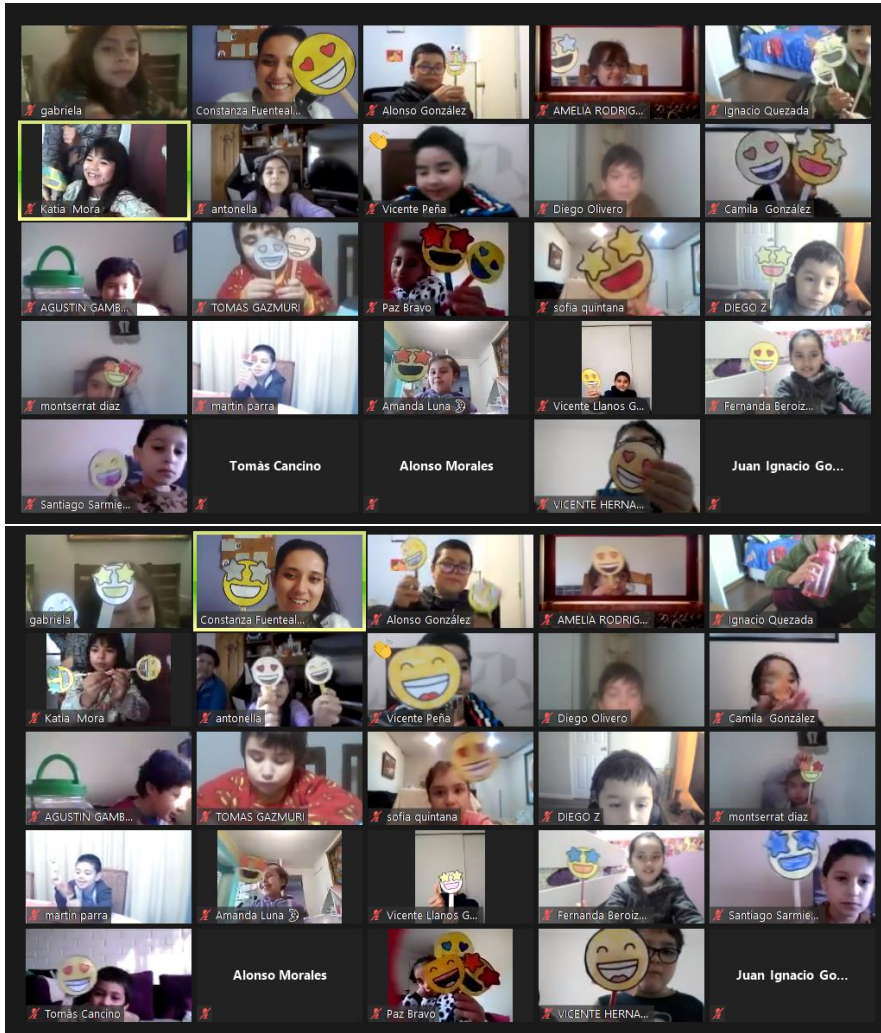 gabriela
Constanza Fuenteal...
Alonso González
AMELIA RODRIG...
Ignacio Quezada
Katia Mora
antonella
Vicente Peña
Diego Olivero
Camila González
AGUSTIN GAMB...
TOMAS GAZMURI
Paz Bravo
sofia quintana
DIEGO Z
montserrat diaz
martin parra
Amanda Luna
Vicente Llanos G...
Fernanda Beroiz...
Santiago Sarmie...
Tomàs Cancino
Alonso Morales
VICENTE HERNA...
Juan Ignacio Go...
gabriela
Constanza Fuenteal...
Alonso González
AMELIA RODRIG...
Ignacio Quezada
Katia Mora
antonella
Vicente Peña
Diego Olivero
Camila González
AGUSTIN GAMB...
TOMAS GAZMURI
sofia quintana
DIEGO Z
montserrat diaz
martin parra
Amanda Luna
Vicente Llanos G...
Fernanda Beroiz...
Santiago Sarmie...
Tomàs Cancino
Alonso Morales
Paz Bravo
VICENTE HERNA...
Juan Ignacio Go...